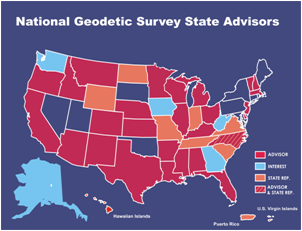 National Geodetic Survey State Advisors
ADVISOR
INTEREST
STATE REP.
ADVISOR
& STATE REP.
U.S. Virgin Islands
Hawaiian Islands
Puerto Rico